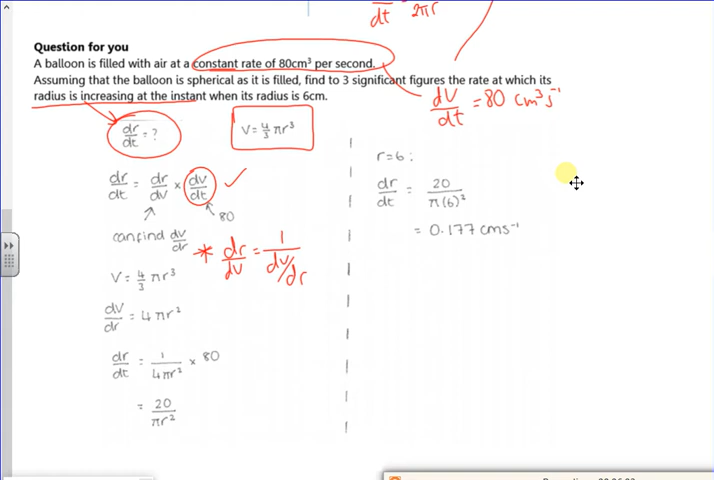 dt 2πr
Question for you
A balloon is filled with air at a constant rate of 80cm³ per second.
Assuming that the balloon is spherical as it is filled, find to 3 significant figures the rate at which its
radius is increasing at the instant when its radius is 6cm.
dV/dt = 80 cm³s⁻¹
dr/dt = ?
V = 4/3 πr³
dr/dt = dr/dv × dv/dt ✓
80
can find dv/dr
* dr/dv = 1/(dv/dr)
V = 4/3 πr³
dV/dr = 4πr²
dr/dt = 1/4πr² × 80
= 20/πr²
r=6:
dr/dt = 20/π(6)²
= 0.177 cms⁻¹